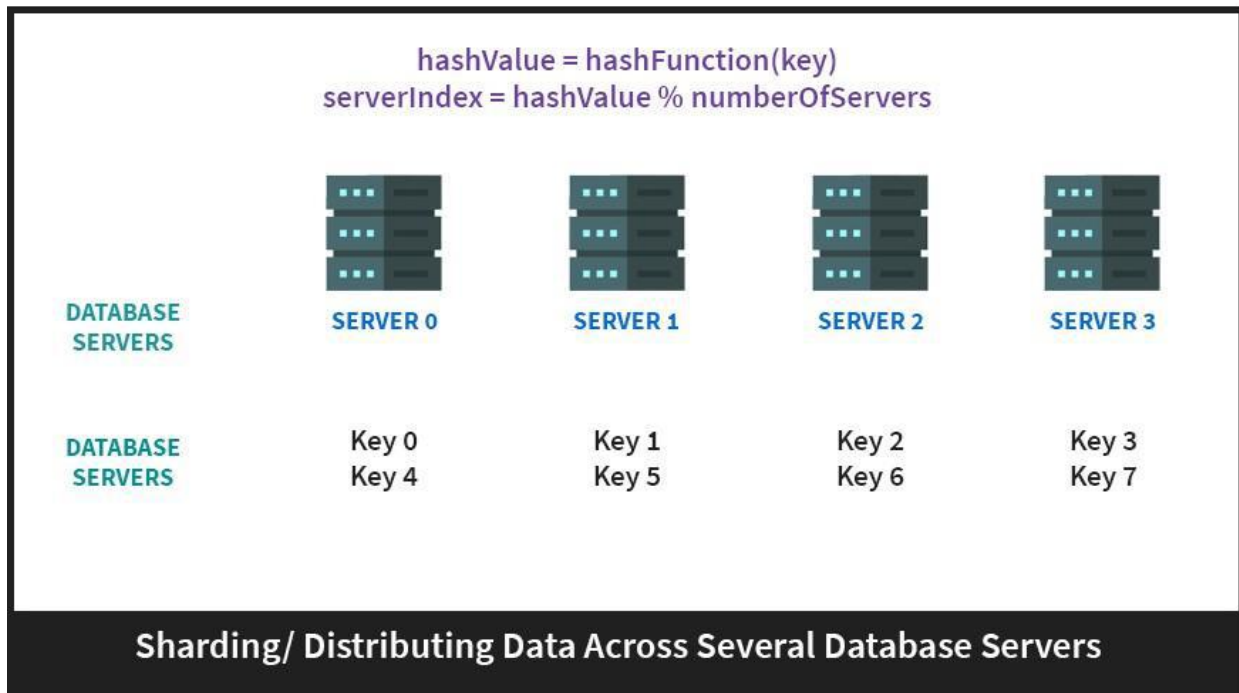 hashValue = hashFunction(key)
serverIndex = hashValue % numberOfServers
DATABASE
SERVERS
SERVER 0 SERVER 1 SERVER 2 SERVER 3
DATABASE
SERVERS
Key 0 Key 1 Key 2 Key 3
Key 4 Key 5 Key 6 Key 7
Sharding/ Distributing Data Across Several Database Servers